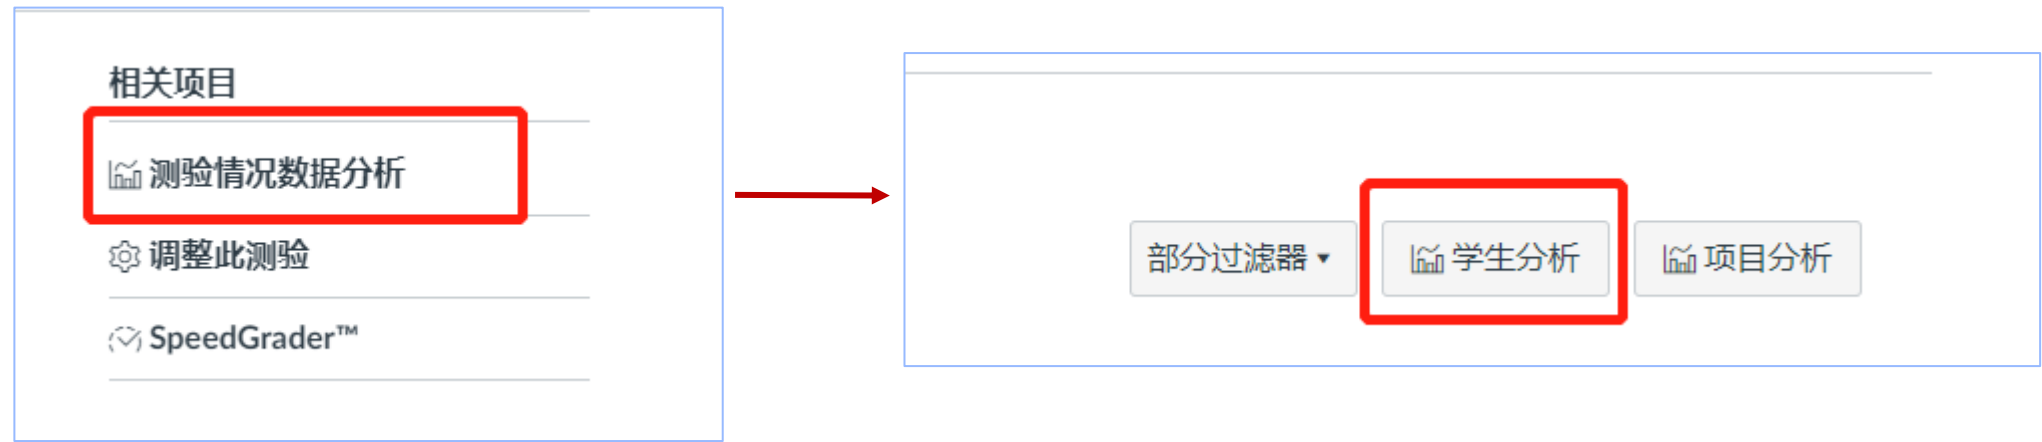 相关项目
测验情况数据分析
调整此测验
SpeedGrader™
部分过滤器 学生分析 项目分析